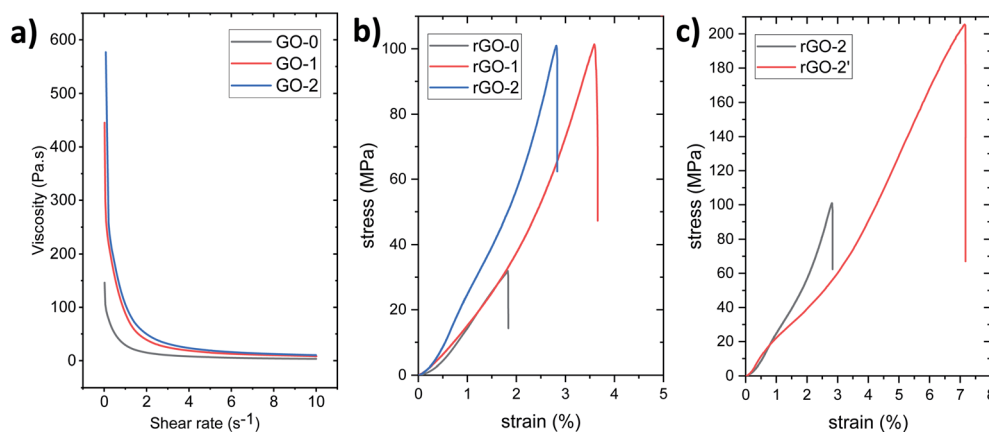 a)
GO-0
GO-1
GO-2
600
500
400
300
200
100
0
Viscosity (Pa.s)
0 2 4 6 8 10
Shear rate (s⁻¹)
b)
rGO-0
rGO-1
rGO-2
100
80
60
40
20
0
stress (MPa)
0 1 2 3 4 5
strain (%)
c)
rGO-2
rGO-2'
200
180
160
140
120
100
80
60
40
20
0
stress (MPa)
0 1 2 3 4 5 6 7 8
strain (%)